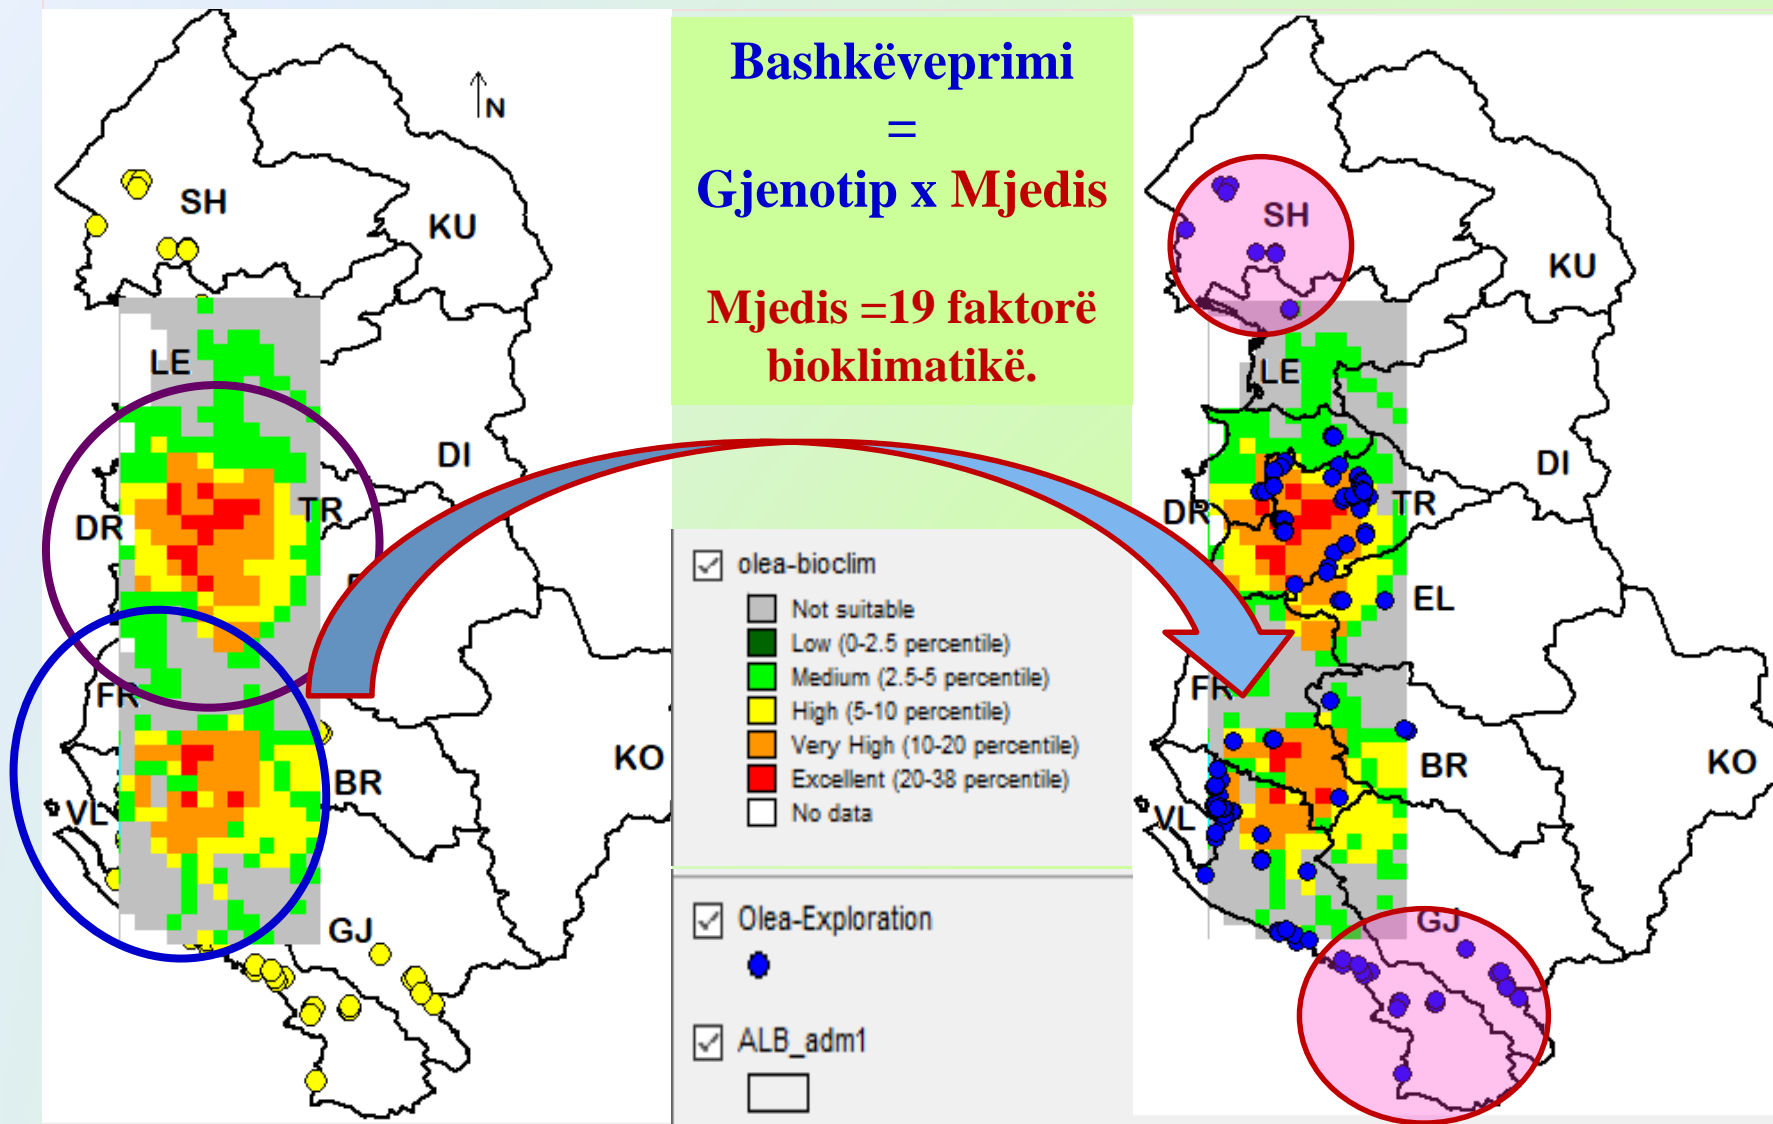 N
SH
KU
LE
DI
TR
DR
FR
BR
KO
VL
GJ
Bashkëveprimi
=
Gjenotip x Mjedis
Mjedis =19 faktorë
bioklimatikë.
olea-bioclim
Not suitable
Low (0-2.5 percentile)
Medium (2.5-5 percentile)
High (5-10 percentile)
Very High (10-20 percentile)
Excellent (20-38 percentile)
No data
Olea-Exploration
ALB_adm1
SH
KU
LE
DI
TR
DR
EL
FR
BR
KO
VL
GJ